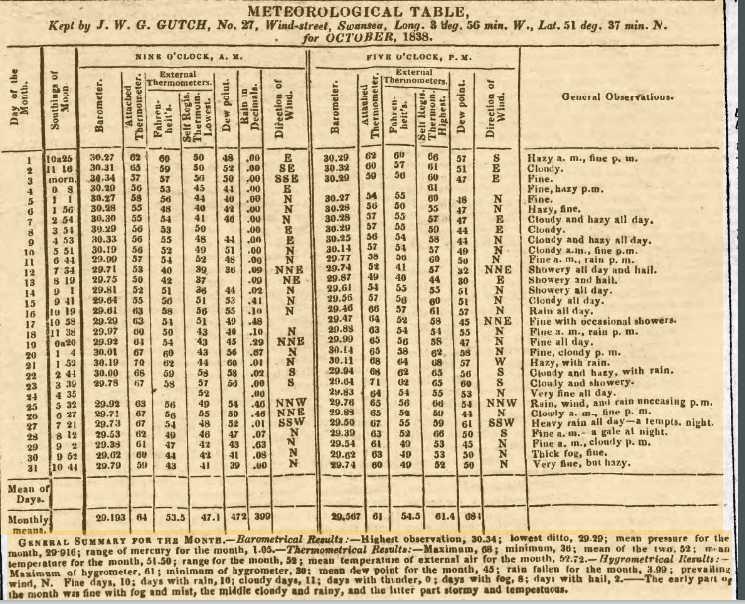 METEOROLOGICAL TABLE,
Kept by J. W. G. GUTCH, No. 27, Wind-street, Swansea, Long. 3 deg. 56 min. W., Lat. 51 deg. 37 min. N.
for OCTOBER, 1838.
NINE O'CLOCK, A. M. FIVE O'CLOCK, P. M.
Day of the Month. Southings of Moon. Barometer. Attached Thermometer. External Thermometers. Fahrenheit's. Self Regis. Thermom. Lowest. Dew point. Rain in Decimals. Direction of Wind. Barometer. Attached Thermometer. External Thermometers. Fahrenheit's. Self Regis. Thermom. Highest. Dew point. Direction of Wind. General Observations.
1 10a25 30.27 62 60 50 48 .00 E 30.29 62 60 66 57 S Hazy a. m., fine p. m.
2 11 16 30.31 65 59 50 52 .00 SE 30.32 60 57 61 51 E Cloudy.
3 morn. 30.34 57 57 56 50 .00 SSE 30.29 59 56 60 47 E Fine.
4 0 8 30.29 56 53 45 44 .00 E 61 Fine, hazy p.m.
5 1 1 30.27 58 56 44 40 .00 N 30.27 54 55 60 48 N Fine.
6 1 56 30.28 55 48 40 42 .00 N 30.28 56 50 55 47 N Hazy, fine.
7 2 54 30.30 55 54 41 46 .00 N 30.28 57 55 57 47 E Cloudy and hazy all day.
8 3 54 30.29 56 53 50 .00 E 30.29 57 55 59 44 E Cloudy.
9 4 53 30.33 56 55 48 44 .00 E 30.25 56 54 58 44 N Cloudy and hazy all day.
10 5 51 30.19 56 52 49 51 .00 N 30.14 57 54 57 49 N Cloudy a.m., fine p.m.
11 6 44 29.99 57 54 52 48 .00 N 29.77 58 56 60 50 N Fine a. m., rain p. m.
12 7 34 29.71 53 40 39 36 .09 NNE 29.74 52 41 57 32 NNE Showery all day and hail.
13 8 19 29.75 50 42 37 .09 NE 29.87 49 40 44 30 E Showery and hail.
14 9 1 29.81 52 51 36 44 .02 N 29.61 54 55 55 51 N Showery all day.
15 9 41 29.64 55 56 51 53 .41 N 29.56 57 56 60 51 N Cloudy all day.
16 10 19 29.61 63 58 56 55 .10 N 29.46 66 57 61 57 N Rain all day.
17 10 58 29.29 63 54 51 49 .48 29.47 64 52 58 45 NNE Fine with occasional showers.
18 11 38 29.97 60 50 43 40 .10 N 29.88 63 54 54 55 N Fine a. m., rain p. m.
19 0a20 29.92 64 54 43 45 .29 NNE 29.99 65 56 58 47 N Fine all day.
20 1 4 30.01 67 60 43 56 .67 N 30.14 65 58 62 58 N Fine, cloudy p. m.
21 1 52 30.19 70 62 44 60 .01 N 30.11 68 64 68 57 W Hazy, with rain.
22 2 44 30.00 68 59 58 58 .02 S 29.94 68 62 65 56 S Cloudy and hazy, with rain.
23 3 39 29.78 67 58 57 56 .00 S 29.64 71 62 65 60 S Cloudy and showery.
24 4 35 52 .00 29.83 64 54 55 53 N Very fine all day.
25 5 32 29.92 63 56 49 54 .46 NNW 29.76 65 56 66 54 NNW Rain, wind, and rain unceasing p. m.
26 6 27 29.71 67 56 55 50 .46 NNE 29.89 65 52 59 44 N Cloudy a. m., fine p. m.
27 7 21 29.73 67 54 48 52 .01 SSW 29.50 67 55 59 61 SSW Heavy rain all day—a tempts. night.
28 8 12 29.53 62 49 46 47 .07 N 29.39 63 52 66 50 S Fine a. m.—a gale at night.
29 9 2 29.38 61 47 42 43 .63 N 29.54 61 49 53 45 N Fine a. m., cloudy p. m.
30 9 52 29.62 60 44 42 41 .08 N 29.62 63 49 53 50 N Thick fog, fine.
31 10 44 29.79 59 43 41 39 .00 N 29.74 60 49 52 50 N Very fine, but hazy.
Mean of Days.
Monthly means. 29.193 64 53.5 47.1 472 399 29.567 61 54.5 61.4 684
GENERAL SUMMARY FOR THE MONTH.—Barometrical Results:—Highest observation, 30.34; lowest ditto, 29.29; mean pressure for the
month, 29.916; range of mercury for the month, 1.05.—Thermometrical Results:—Maximum, 68; minimum, 36; mean of the two, 52; mean
temperature for the month, 51.50; range for the month, 52; mean temperature of external air for the month, 52.72.—Hygrometrical Results:—
Maximum of hygrometer, 61; minimum of hygrometer, 30; mean dew point for the month, 45; rain fallen for the month, 3.99; prevailing
wind, N. Fine days, 10; days with rain, 10; cloudy days, 11; days with thunder, 0; days with fog, 8; days with hail, 2.—The early part of
the month was fine with fog and mist, the middle cloudy and rainy, and the latter part stormy and tempestuous.